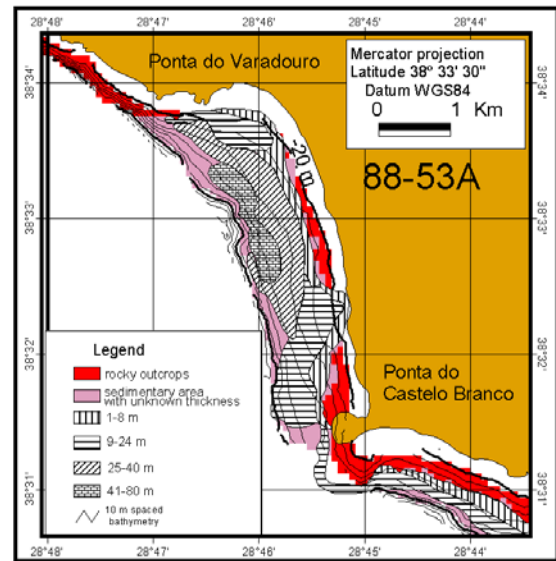 28°48' 28°47' 28°46' 28°45' 28°44'
Ponta do Varadouro
Mercator projection
Latitude 38º 33' 30"
Datum WGS84
0 1 Km
38°34' 38°34'
-20 m
88-53A
38°33' 38°33'
38°32' 38°32'
Ponta do
Castelo Branco
Legend
rocky outcrops
sedimentary area
with unknown thickness
1-8 m
9-24 m
25-40 m
41-80 m
10 m spaced
bathymetry
38°31' 38°31'
28°48' 28°47' 28°46' 28°45' 28°44'